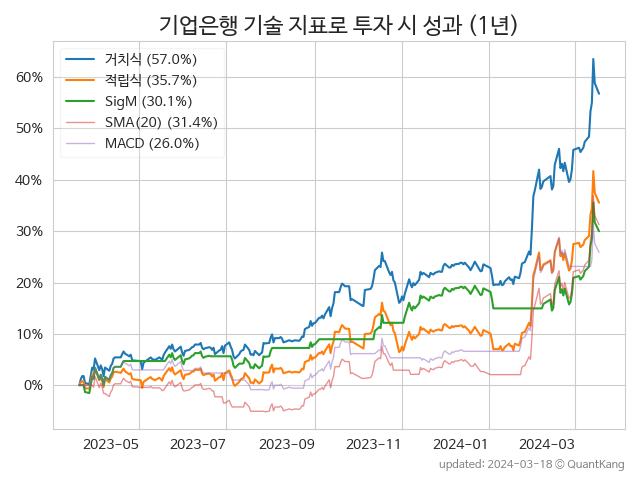 기업은행 기술 지표로 투자 시 성과 (1년)
거치식 (57.0%)
적립식 (35.7%)
SigM (30.1%)
SMA(20) (31.4%)
MACD (26.0%)
60%
50%
40%
30%
20%
10%
0%
2023-05 2023-07 2023-09 2023-11 2024-01 2024-03
updated: 2024-03-18 © QuantKang